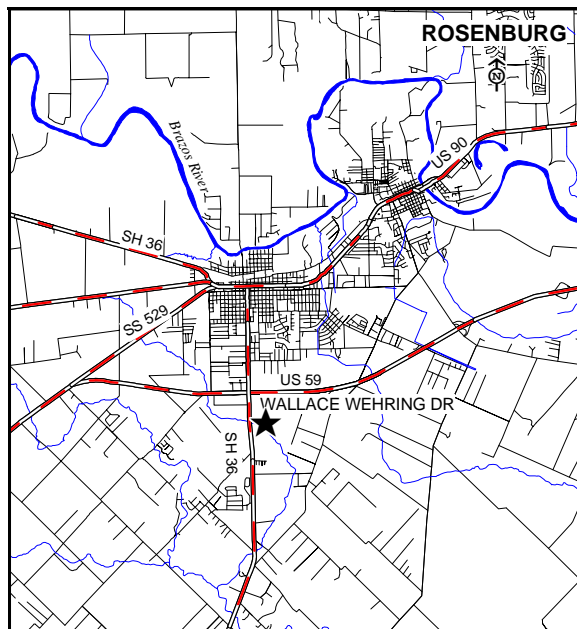 ROSENBURG
N
US 90
Brazos River
SH 36
SS 529
US 59
WALLACE WEHRING DR
SH 36